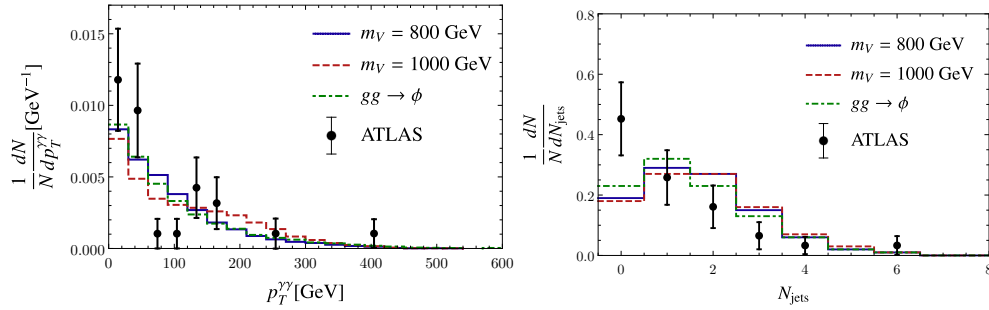 0.015
0.010
0.005
0.000
0 100 200 300 400 500 600
1/N dN/dp_T^{γγ} [GeV⁻¹]
p_T^{γγ} [GeV]
m_V = 800 GeV
m_V = 1000 GeV
gg → ϕ
ATLAS
0.8
0.6
0.4
0.2
0.0
0 2 4 6 8
1/N dN/dN_jets
N_jets
m_V = 800 GeV
m_V = 1000 GeV
gg → ϕ
ATLAS